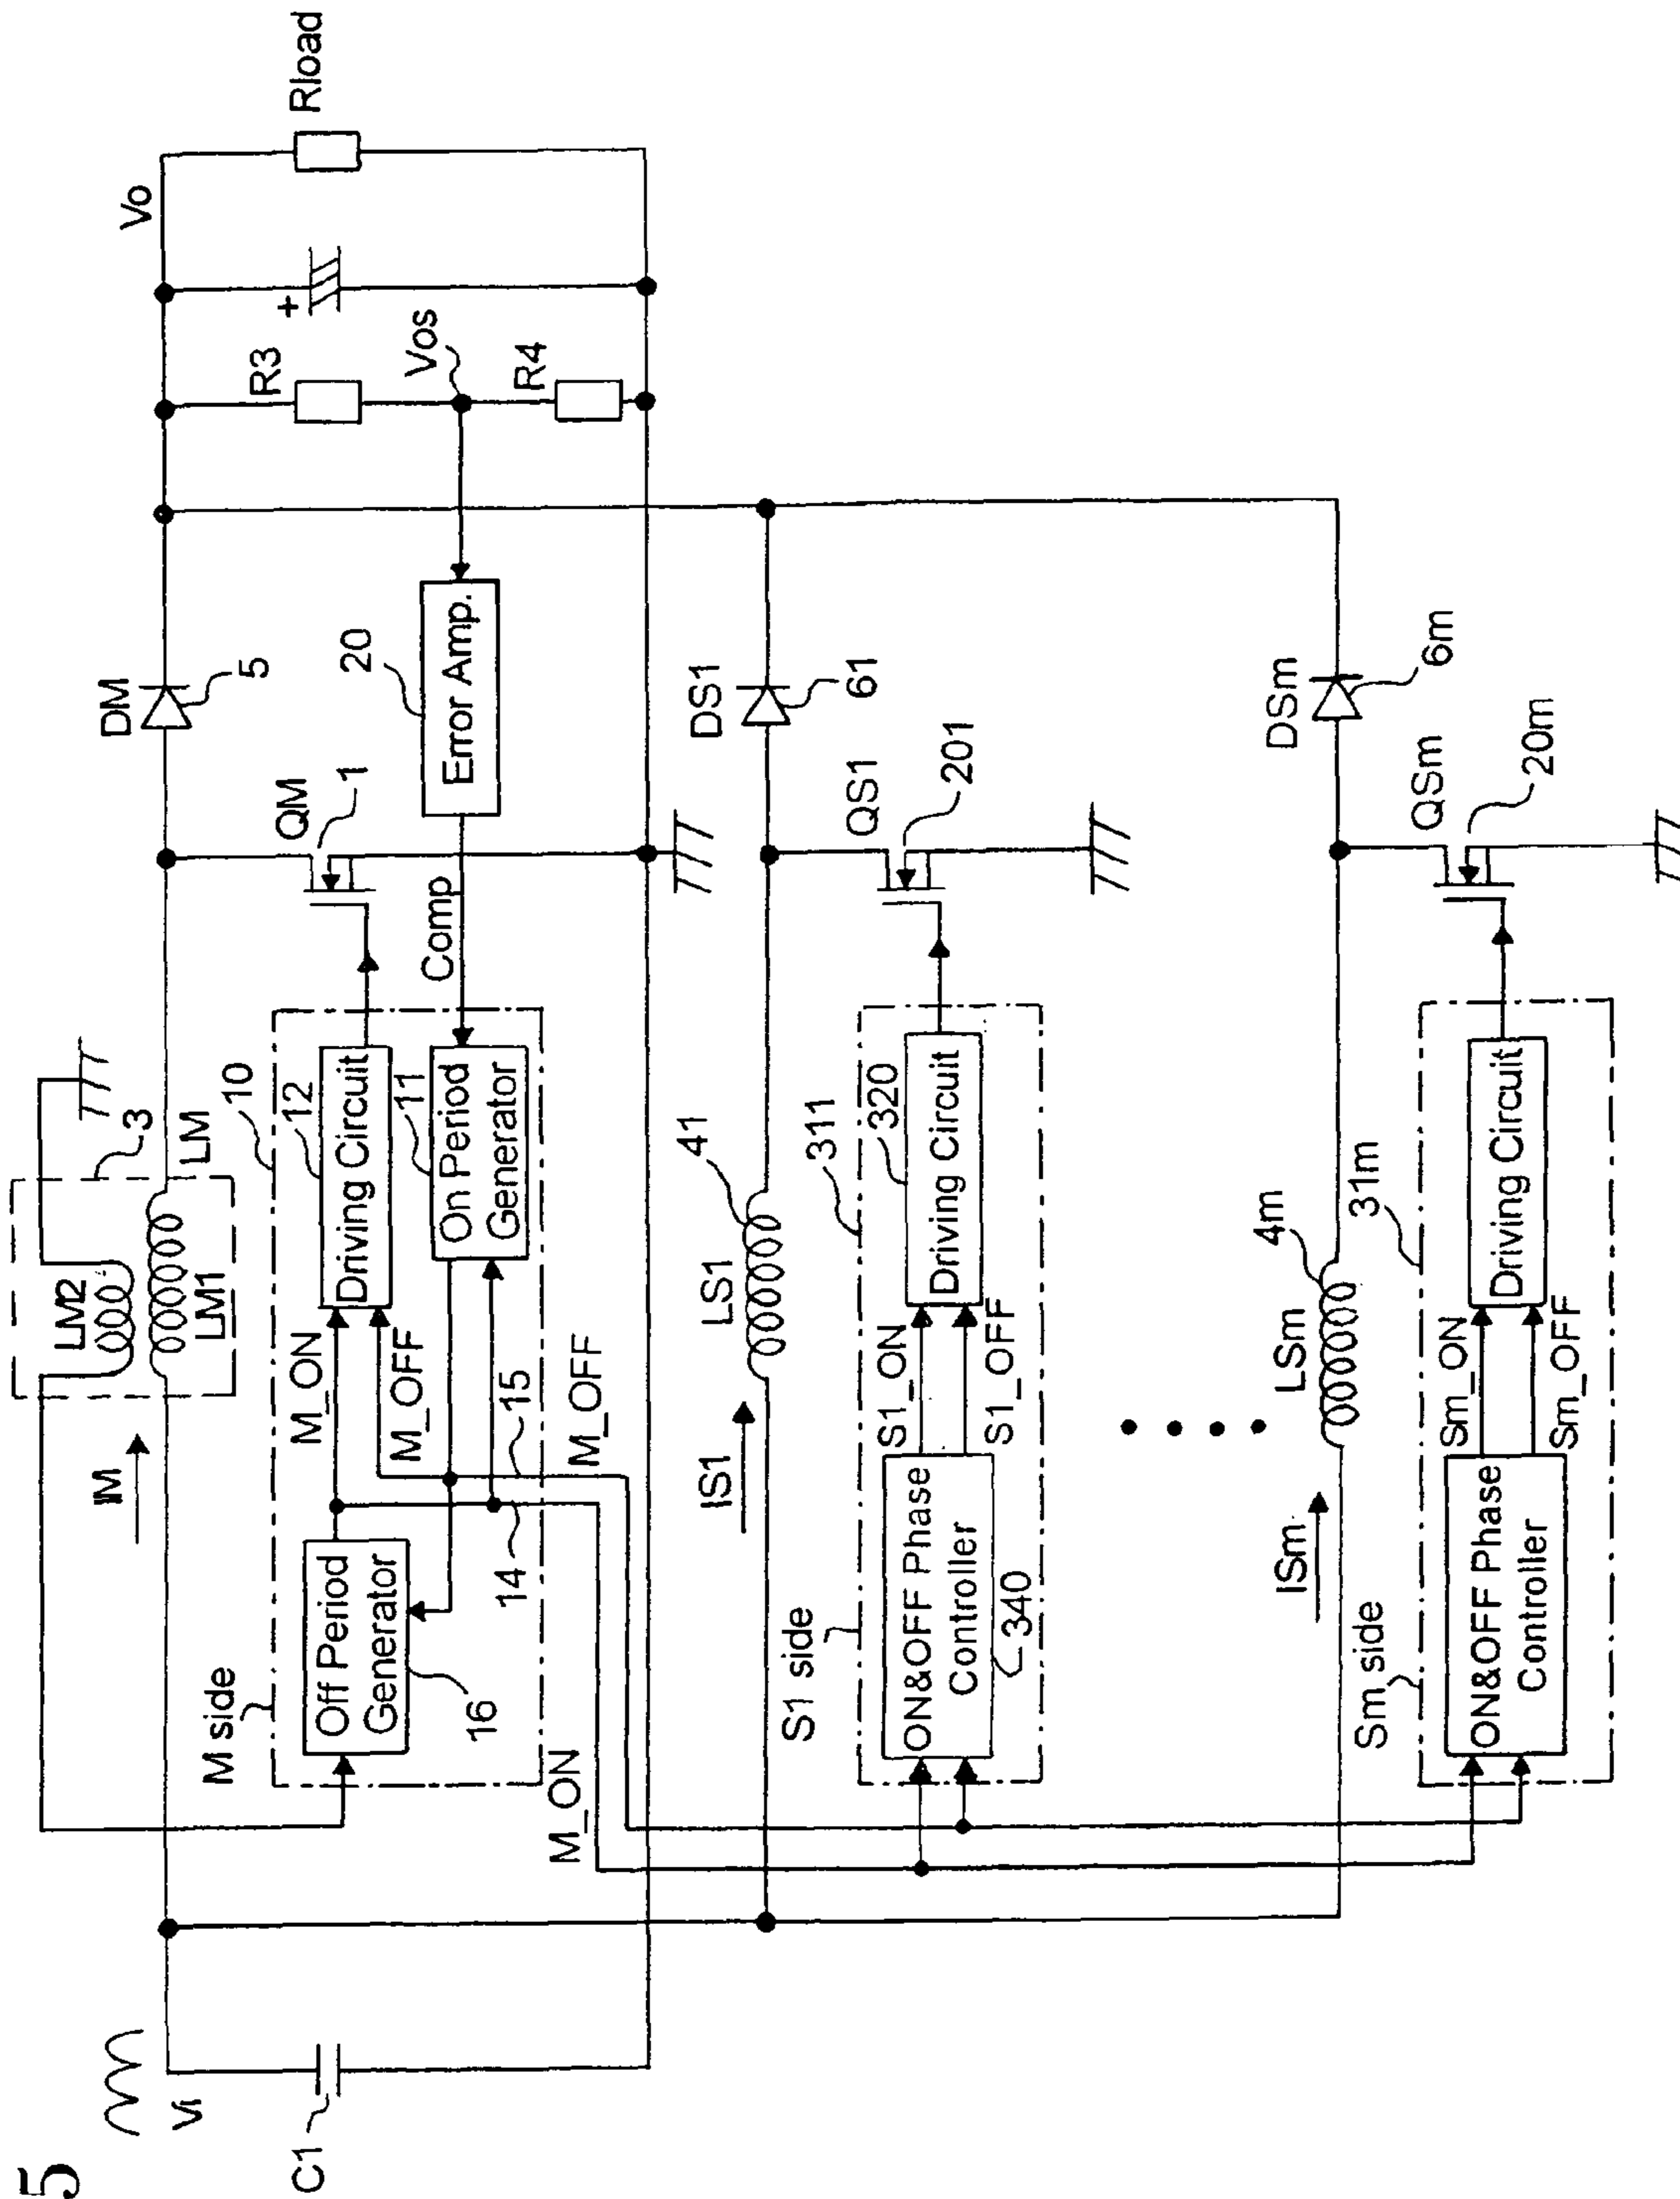 5
Vi
C1
IM
LM2
LM1
LM
3
DM
5
Vo
Rload
+
R3
Vos
R4
QM
1
20
Error Amp.
Comp
M side
10
Off Period
Generator
16
M_ON
M_OFF
Driving Circuit
12
On Period
Generator
11
14
15
M_ON
M_OFF
IS1
LS1
41
DS1
61
QS1
201
S1 side
311
ON&OFF Phase
Controller
340
S1_ON
S1_OFF
Driving Circuit
320
ISm
LSm
4m
DSm
6m
QSm
20m
Sm side
31m
ON&OFF Phase
Controller
Sm_ON
Sm_OFF
Driving Circuit